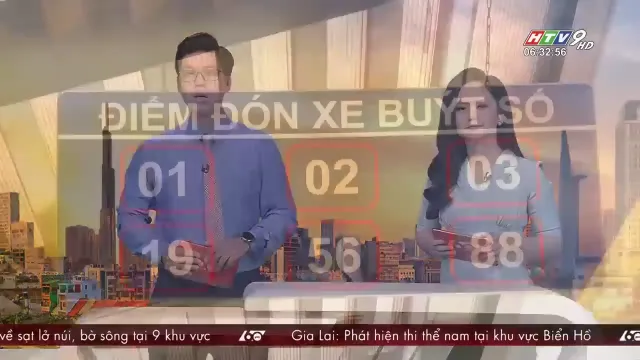 HTV9 HD
06:32:56
ĐIỂM ĐÓN XE BUÝT SỐ
01 02 03
19 56 88
về sạt lở núi, bờ sông tại 9 khu vực 60 Gia Lai: Phát hiện thi thể nam tại khu vực Biển Hồ